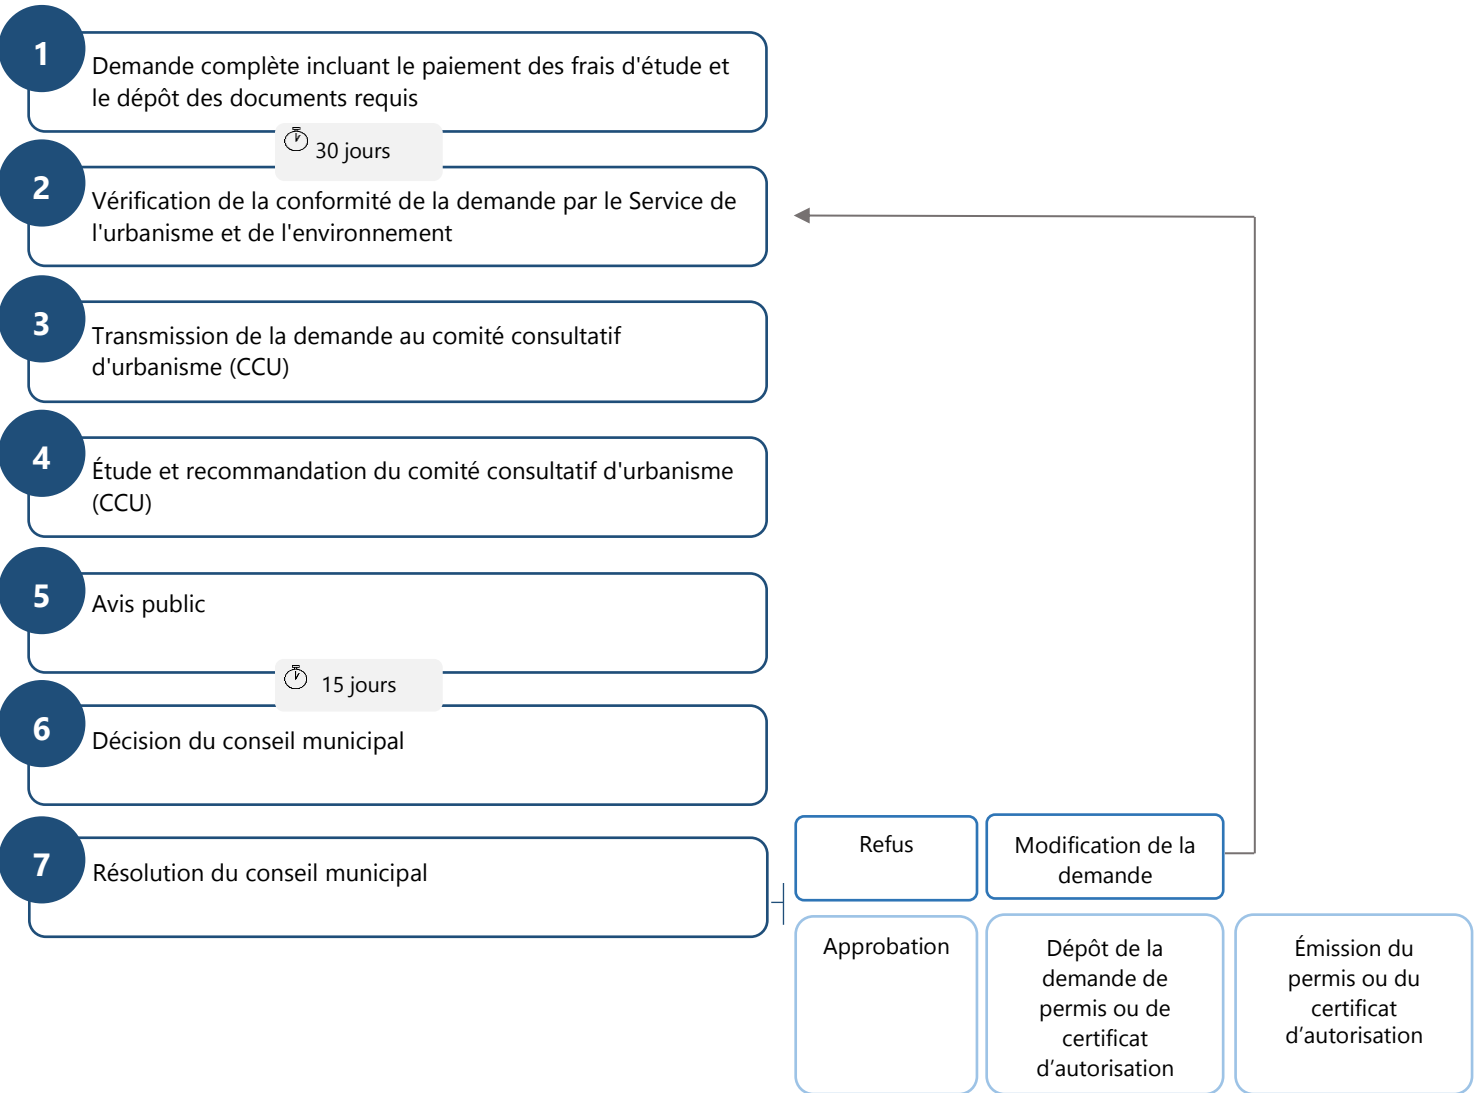 1
Demande complète incluant le paiement des frais d'étude et
le dépôt des documents requis
30 jours
2
Vérification de la conformité de la demande par le Service de
l'urbanisme et de l'environnement
3
Transmission de la demande au comité consultatif
d'urbanisme (CCU)
4
Étude et recommandation du comité consultatif d'urbanisme
(CCU)
5
Avis public
15 jours
6
Décision du conseil municipal
7
Résolution du conseil municipal
Refus
Modification de la
demande
Approbation
Dépôt de la
demande de
permis ou de
certificat
d’autorisation
Émission du
permis ou du
certificat
d’autorisation